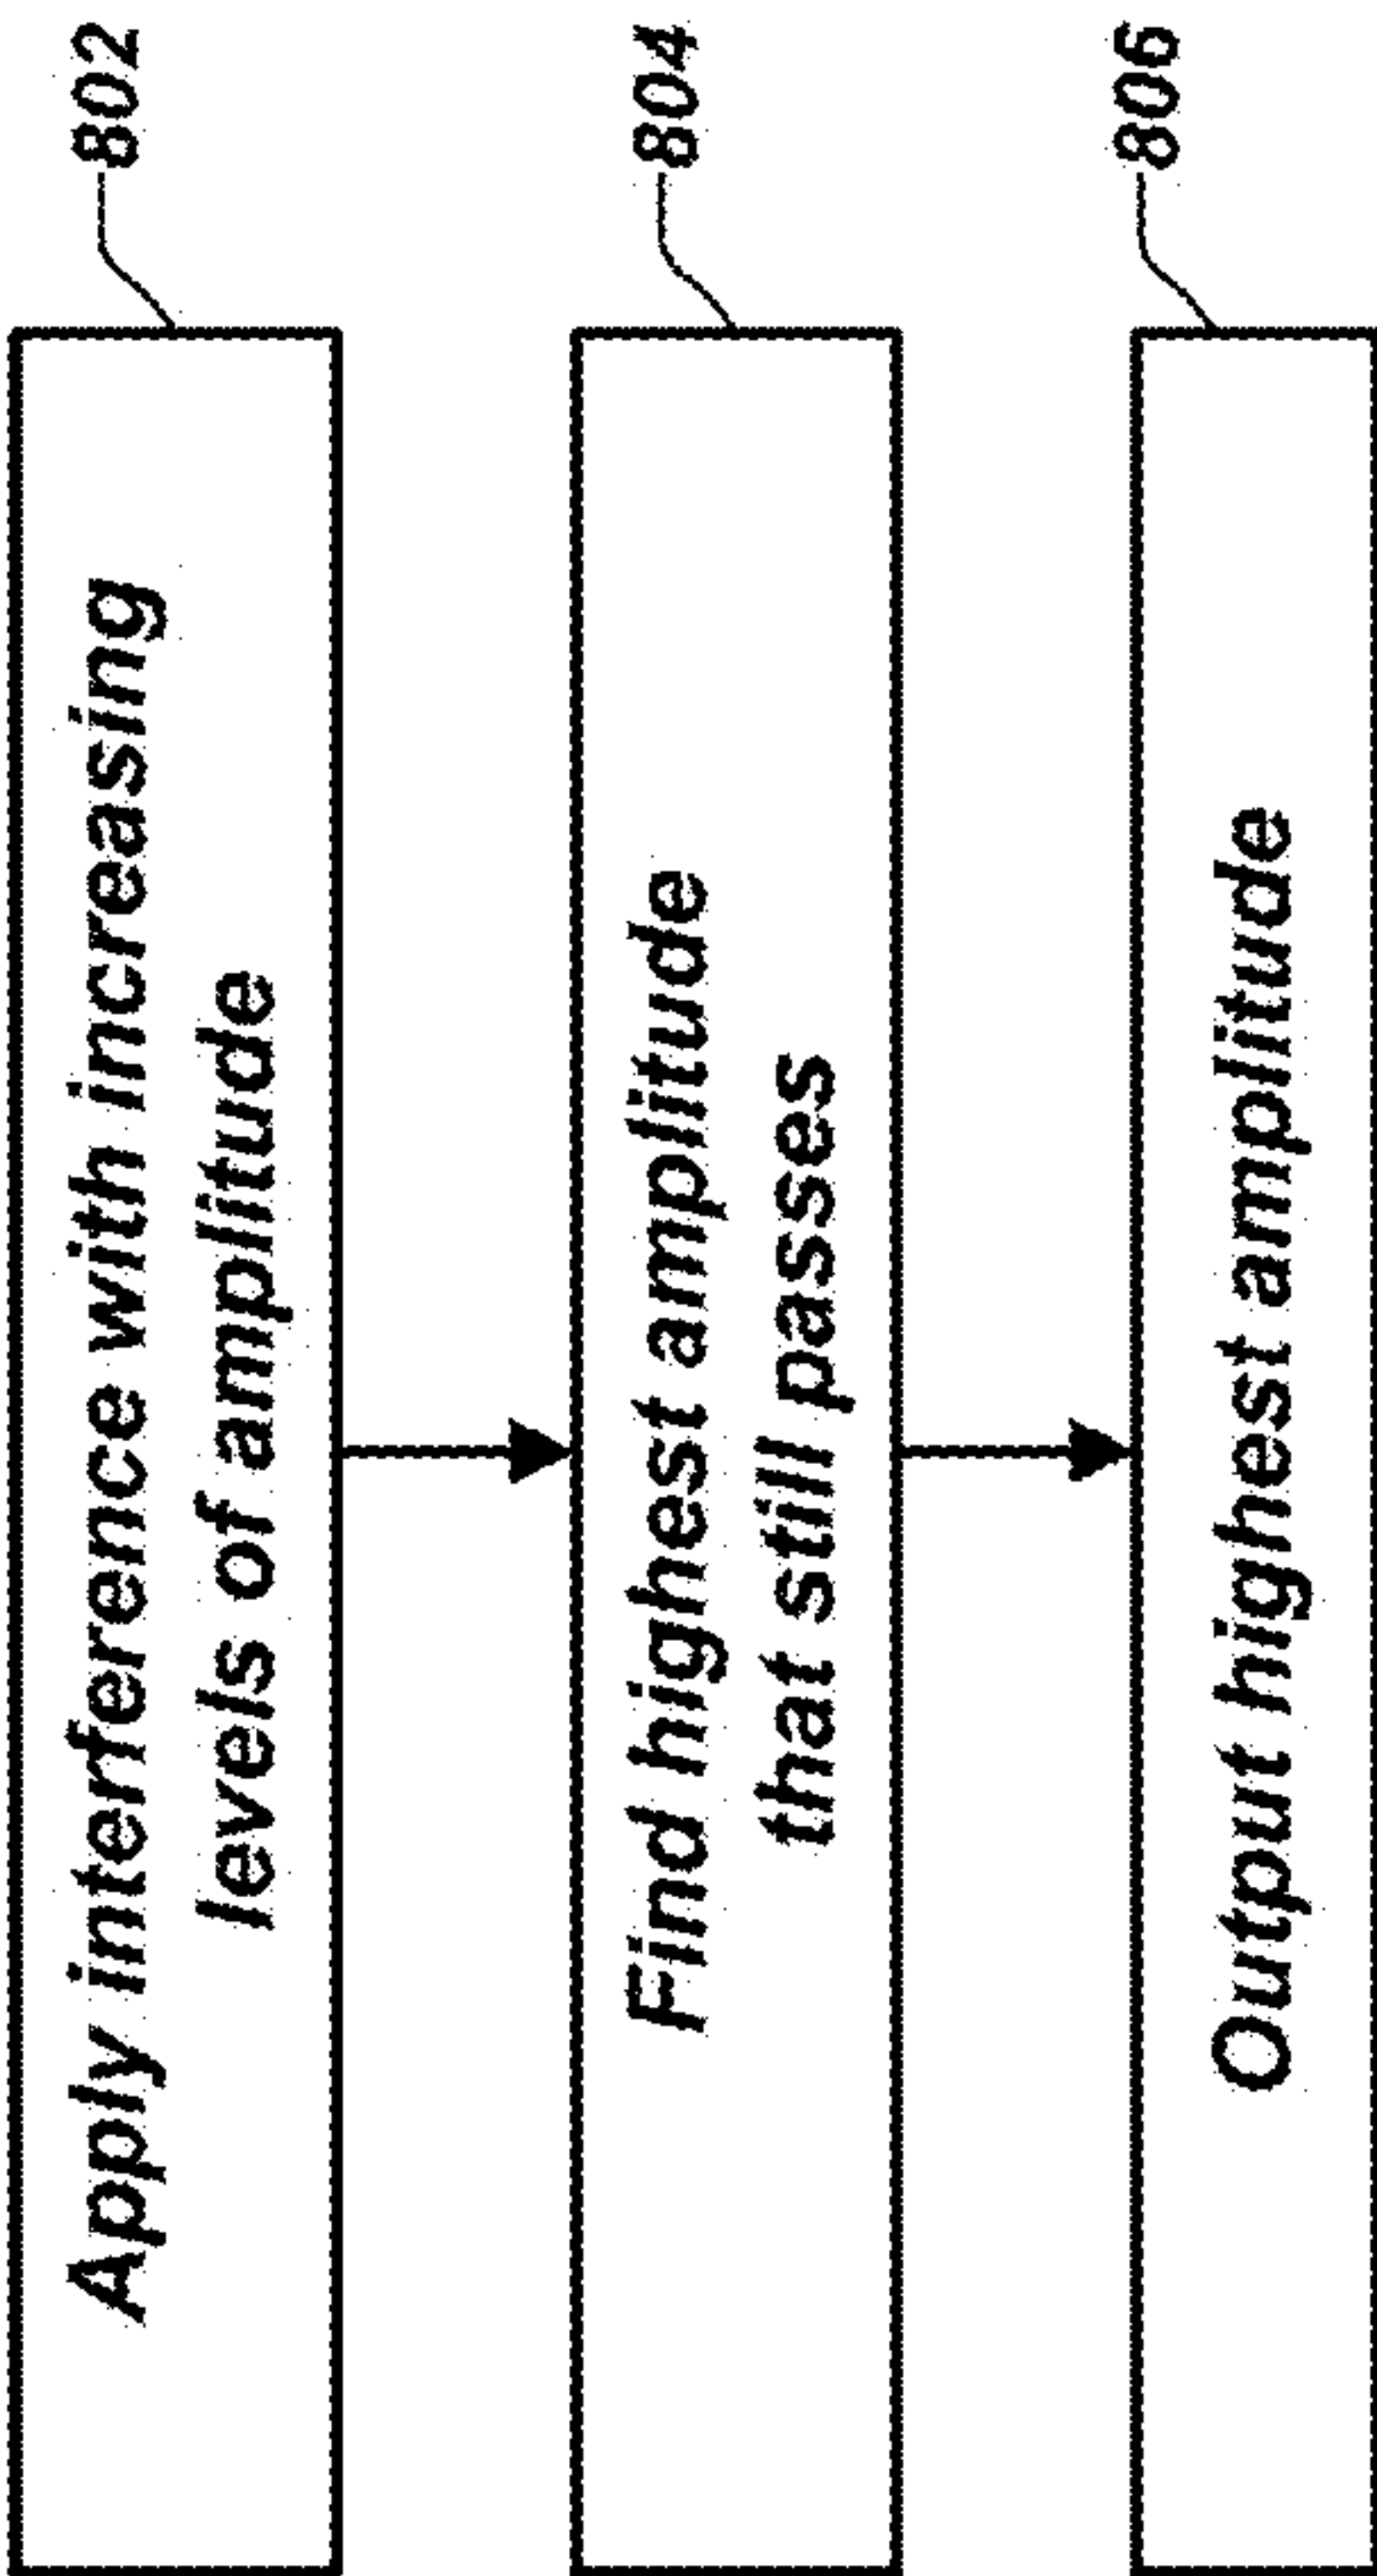 Apply interference with increasing
levels of amplitude
802
Find highest amplitude
that still passes
804
Output highest amplitude
806